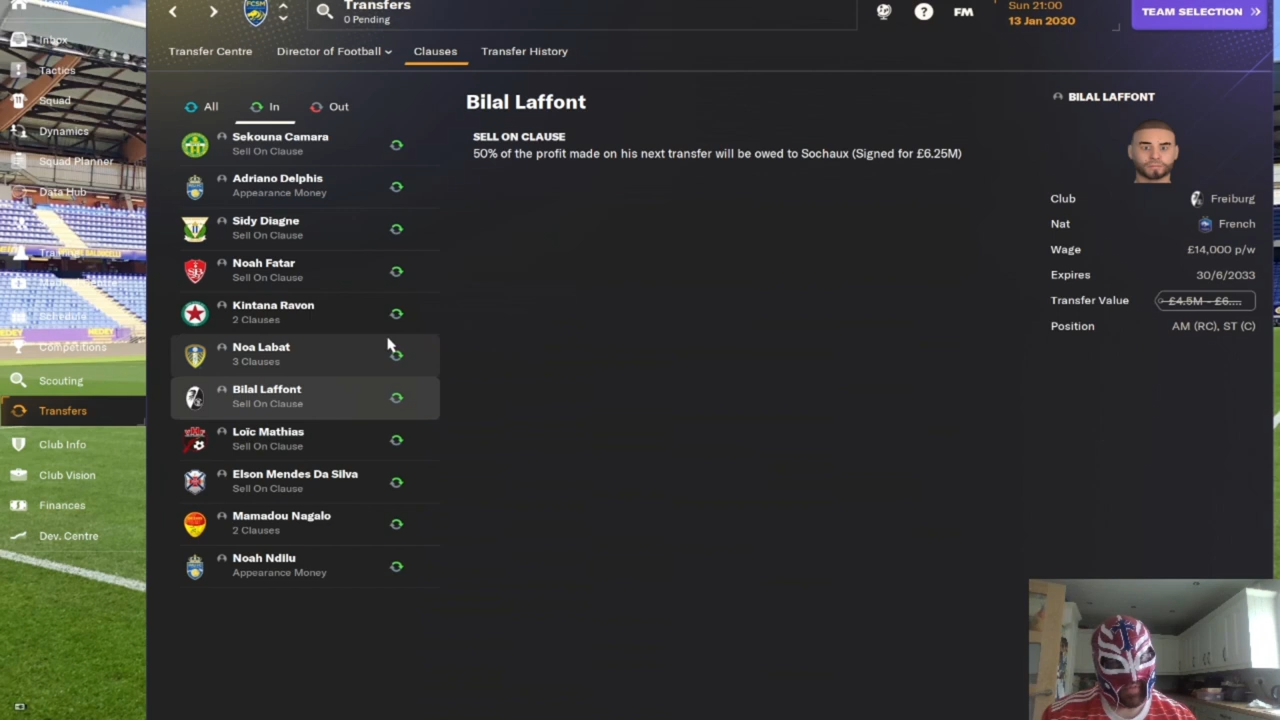 Home
Transfers
0 Pending
FM
Sun 21:00
13 Jan 2030
TEAM SELECTION
Inbox
Tactics
Squad
Dynamics
Squad Planner
Data Hub
Training
Schedule
Competitions
Scouting
Transfers
Club Info
Club Vision
Finances
Dev. Centre
Transfer Centre
Director of Football
Clauses
Transfer History
All
In
Out
Sekouna Camara
Sell On Clause
Adriano Delphis
Appearance Money
Sidy Diagne
Sell On Clause
Noah Fatar
Sell On Clause
Kintana Ravon
2 Clauses
Noa Labat
3 Clauses
Bilal Laffont
Sell On Clause
Loïc Mathias
Sell On Clause
Elson Mendes Da Silva
Sell On Clause
Mamadou Nagalo
2 Clauses
Noah Ndilu
Appearance Money
Bilal Laffont
SELL ON CLAUSE
50% of the profit made on his next transfer will be owed to Sochaux (Signed for £6.25M)
BILAL LAFFONT
Club Freiburg
Nat French
Wage £14,000 p/w
Expires 30/6/2033
Transfer Value £4.5M - £6....
Position AM (RC), ST (C)